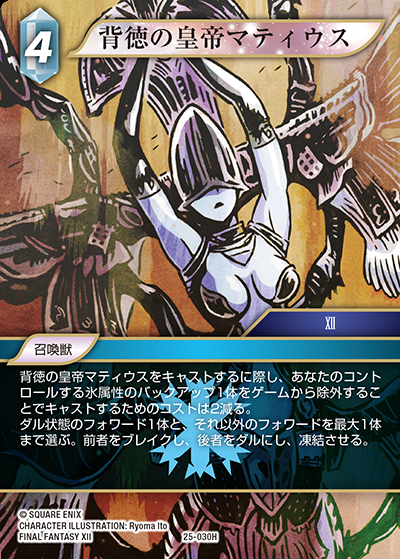 4
背徳の皇帝マティウス
XII
召喚獣
背徳の皇帝マティウスをキャストするに際し、あなたのコント
ロールする氷属性のバックアップ1体をゲームから除外するこ
とでキャストするためのコストは2減る。
ダル状態のフォワード1体と、それ以外のフォワードを最大1体
まで選ぶ。前者をブレイクし、後者をダルにし、凍結させる。
© SQUARE ENIX
CHARACTER ILLUSTRATION: Ryoma Ito
FINAL FANTASY XII
25-030H